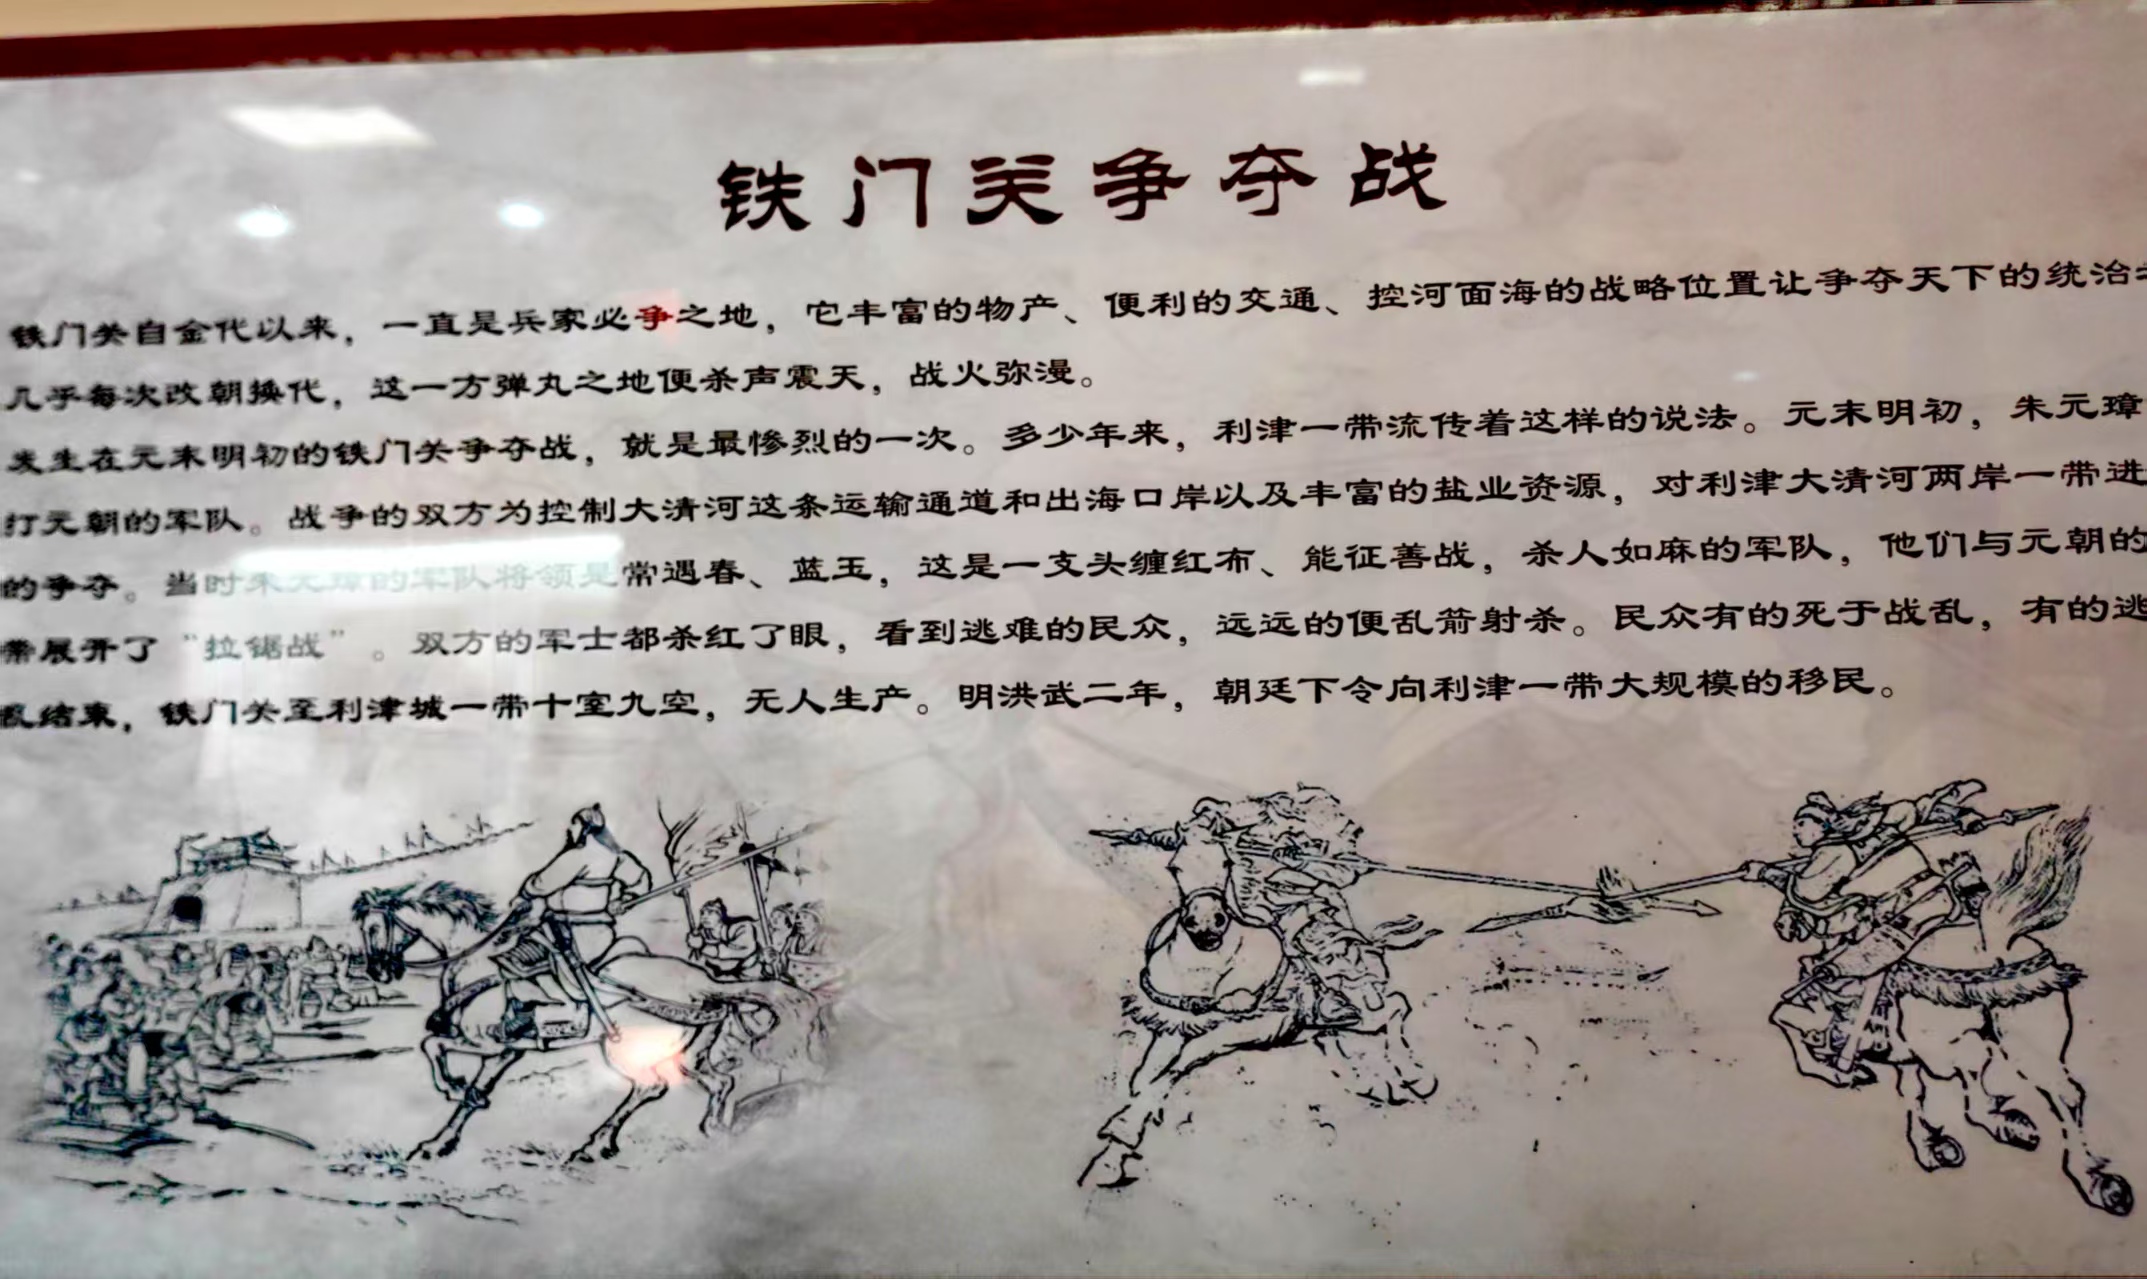 铁门关争夺战
铁门关自金代以来，一直是兵家必争之地，它丰富的物产、便利的交通、控河面海的战略位置让争夺天下的统治
几乎每次改朝换代，这一方弹丸之地便杀声震天，战火弥漫。
发生在元末明初的铁门关争夺战，就是最惨烈的一次。多少年来，利津一带流传着这样的说法。元末明初，朱元璋
打元朝的军队。战争的双方为控制大清河这条运输通道和出海口岸以及丰富的盐业资源，对利津大清河两岸一带进
的争夺。当时朱元璋的军队将领是常遇春、蓝玉，这是一支头缠红布、能征善战，杀人如麻的军队，他们与元朝的
带展开了“拉锯战”。双方的军士都杀红了眼，看到逃难的民众，远远的便乱箭射杀。民众有的死于战乱，有的逃
乱结束，铁门关至利津城一带十室九空，无人生产。明洪武二年，朝廷下令向利津一带大规模的移民。